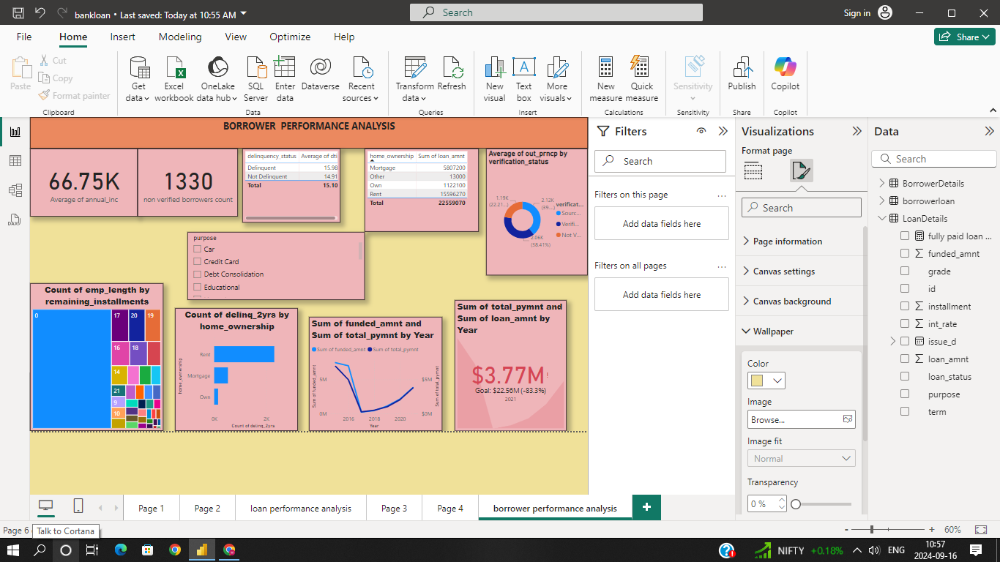 bankloan • Last saved: Today at 10:55 AM
Search
Sign in
File Home Insert Modeling View Optimize Help
Share
Paste
Cut
Copy
Format painter
Clipboard
Get data
Excel workbook
OneLake data hub
SQL Server
Enter data
Dataverse
Recent sources
Data
Transform data
Refresh
Queries
New visual
Text box
More visuals
Insert
New measure
Quick measure
Calculations
Sensitivity
Sensitivity
Publish
Share
Copilot
Copilot
DAX
BORROWER PERFORMANCE ANALYSIS
66.75K
Average of annual_inc
1330
non verified borrowers count
delinquency_status Average of dti
Delinquent 15.98
Not Delinquent 14.91
Total 15.10
home_ownership Sum of loan_amnt
Mortgage 5807200
Other 13000
Own 1122100
Rent 15596270
Total 22559070
Average of out_prncp by
verification_status
1.19K
(22.21...)
2.12K
(39....)
2.06K
(38.41%)
verificat...
Sourc...
Verifi...
Not V...
purpose
Car
Credit Card
Debt Consolidation
Educational
Count of emp_length by
remaining_installments
0
17 20 19
16 18
14
21
9
10
Count of delinq_2yrs by
home_ownership
home_ownership
Rent
Mortgage
Own
0K 2K
Count of delinq_2yrs
Sum of funded_amnt and
Sum of total_pymnt by Year
Sum of funded_amnt Sum of total_pymnt
Sum of funded_amnt
5M
0M
$5M
$0M
Sum of total_pymnt
2016 2018 2020
Year
Sum of total_pymnt and
Sum of loan_amnt by
Year
$3.77M!
Goal: $22.56M (-83.3%)
2021
Filters
Search
Filters on this page ...
Add data fields here
Filters on all pages ...
Add data fields here
Visualizations
Format page
Search
Page information
Canvas settings
Canvas background
Wallpaper
Color
Image
Browse...
Image fit
Normal
Transparency
0 %
Data
Search
BorrowerDetails
borrowerloan
LoanDetails
fully paid loan ...
funded_amnt
grade
id
installment
int_rate
issue_d
loan_amnt
loan_status
purpose
term
Page 1 Page 2 loan performance analysis Page 3 Page 4 borrower performance analysis +
Page 6
Talk to Cortana
- + 60%
NIFTY +0.18% ENG
10:57
2024-09-16